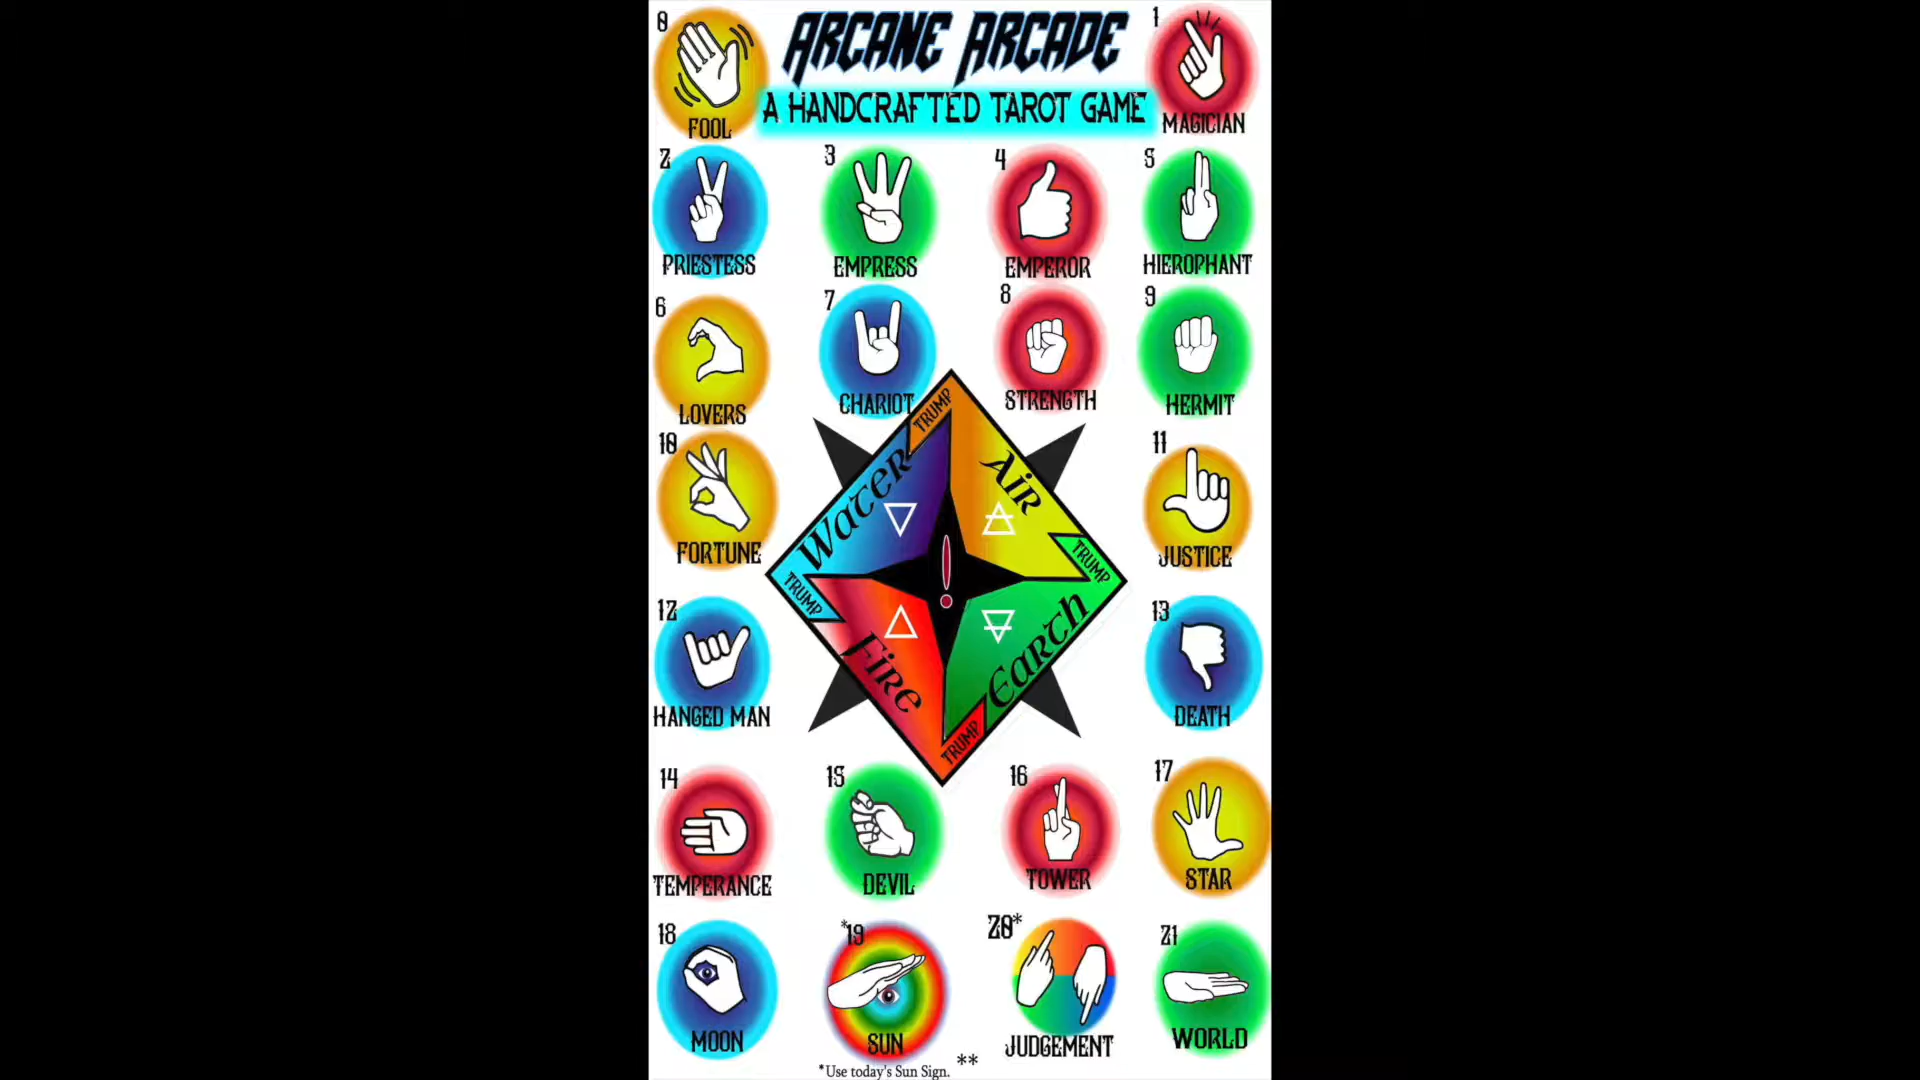 0
ARCANE ARCADE
1
A HANDCRAFTED TAROT GAME
FOOL
MAGICIAN
2
3
4
5
PRIESTESS
EMPRESS
EMPEROR
HIEROPHANT
6
7
8
9
LOVERS
CHARIOT
STRENGTH
HERMIT
TRUMP
10
11
Water
Air
FORTUNE
JUSTICE
TRUMP
TRUMP
12
13
Fire
Earth
HANGED MAN
DEATH
TRUMP
14
15
16
17
TEMPERANCE
DEVIL
TOWER
STAR
18
*19
20*
21
MOON
SUN
JUDGEMENT
WORLD
*Use today's Sun Sign. **